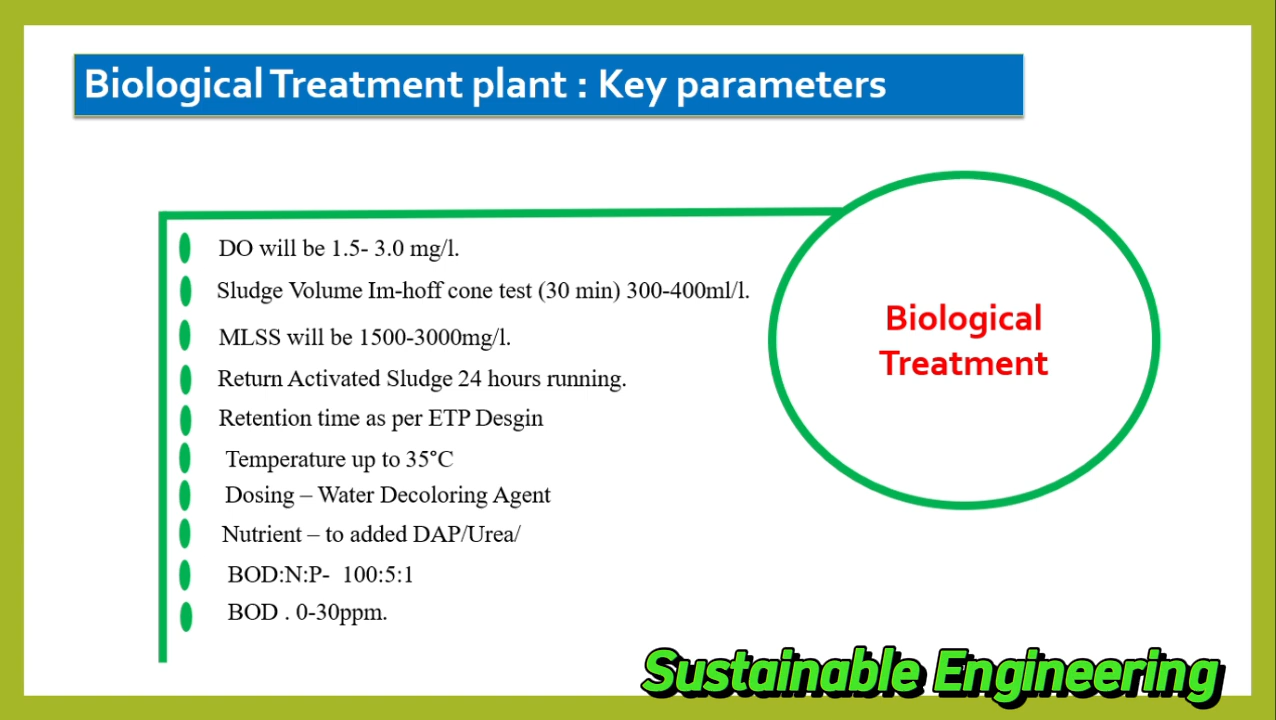 Biological Treatment plant : Key parameters
DO will be 1.5- 3.0 mg/l.
Sludge Volume Im-hoff cone test (30 min) 300-400ml/l.
MLSS will be 1500-3000mg/l.
Return Activated Sludge 24 hours running.
Retention time as per ETP Desgin
Temperature up to 35°C
Dosing – Water Decoloring Agent
Nutrient – to added DAP/Urea/
BOD:N:P- 100:5:1
BOD . 0-30ppm.
Biological
Treatment
Sustainable Engineering